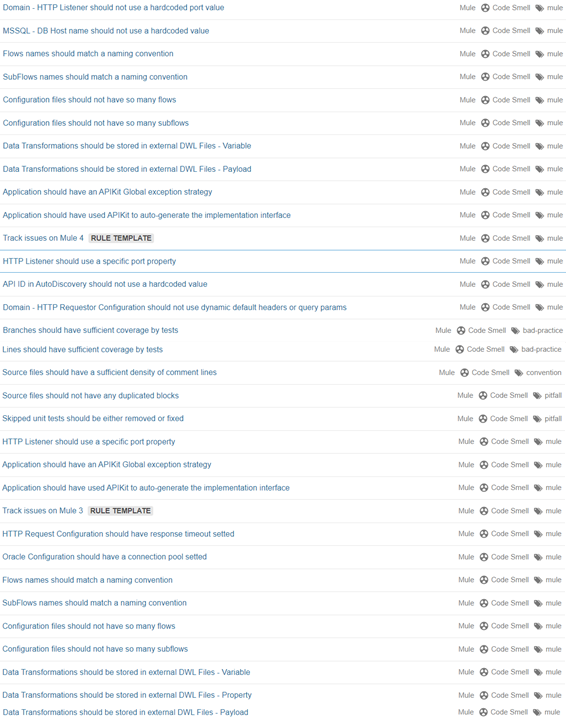 Domain - HTTP Listener should not use a hardcoded port value Mule Code Smell mule
MSSQL - DB Host name should not use a hardcoded value Mule Code Smell mule
Flows names should match a naming convention Mule Code Smell mule
SubFlows names should match a naming convention Mule Code Smell mule
Configuration files should not have so many flows Mule Code Smell mule
Configuration files should not have so many subflows Mule Code Smell mule
Data Transformations should be stored in external DWL Files - Variable Mule Code Smell mule
Data Transformations should be stored in external DWL Files - Payload Mule Code Smell mule
Application should have an APIKit Global exception strategy Mule Code Smell mule
Application should have used APIKit to auto-generate the implementation interface Mule Code Smell mule
Track issues on Mule 4 RULE TEMPLATE Mule Code Smell mule
HTTP Listener should use a specific port property Mule Code Smell mule
API ID in AutoDiscovery should not use a hardcoded value Mule Code Smell mule
Domain - HTTP Requestor Configuration should not use dynamic default headers or query params Mule Code Smell mule
Branches should have sufficient coverage by tests Mule Code Smell bad-practice
Lines should have sufficient coverage by tests Mule Code Smell bad-practice
Source files should have a sufficient density of comment lines Mule Code Smell convention
Source files should not have any duplicated blocks Mule Code Smell pitfall
Skipped unit tests should be either removed or fixed Mule Code Smell pitfall
HTTP Listener should use a specific port property Mule Code Smell mule
Application should have an APIKit Global exception strategy Mule Code Smell mule
Application should have used APIKit to auto-generate the implementation interface Mule Code Smell mule
Track issues on Mule 3 RULE TEMPLATE Mule Code Smell mule
HTTP Request Configuration should have response timeout setted Mule Code Smell mule
Oracle Configuration should have a connection pool setted Mule Code Smell mule
Flows names should match a naming convention Mule Code Smell mule
SubFlows names should match a naming convention Mule Code Smell mule
Configuration files should not have so many flows Mule Code Smell mule
Configuration files should not have so many subflows Mule Code Smell mule
Data Transformations should be stored in external DWL Files - Variable Mule Code Smell mule
Data Transformations should be stored in external DWL Files - Property Mule Code Smell mule
Data Transformations should be stored in external DWL Files - Payload Mule Code Smell mule